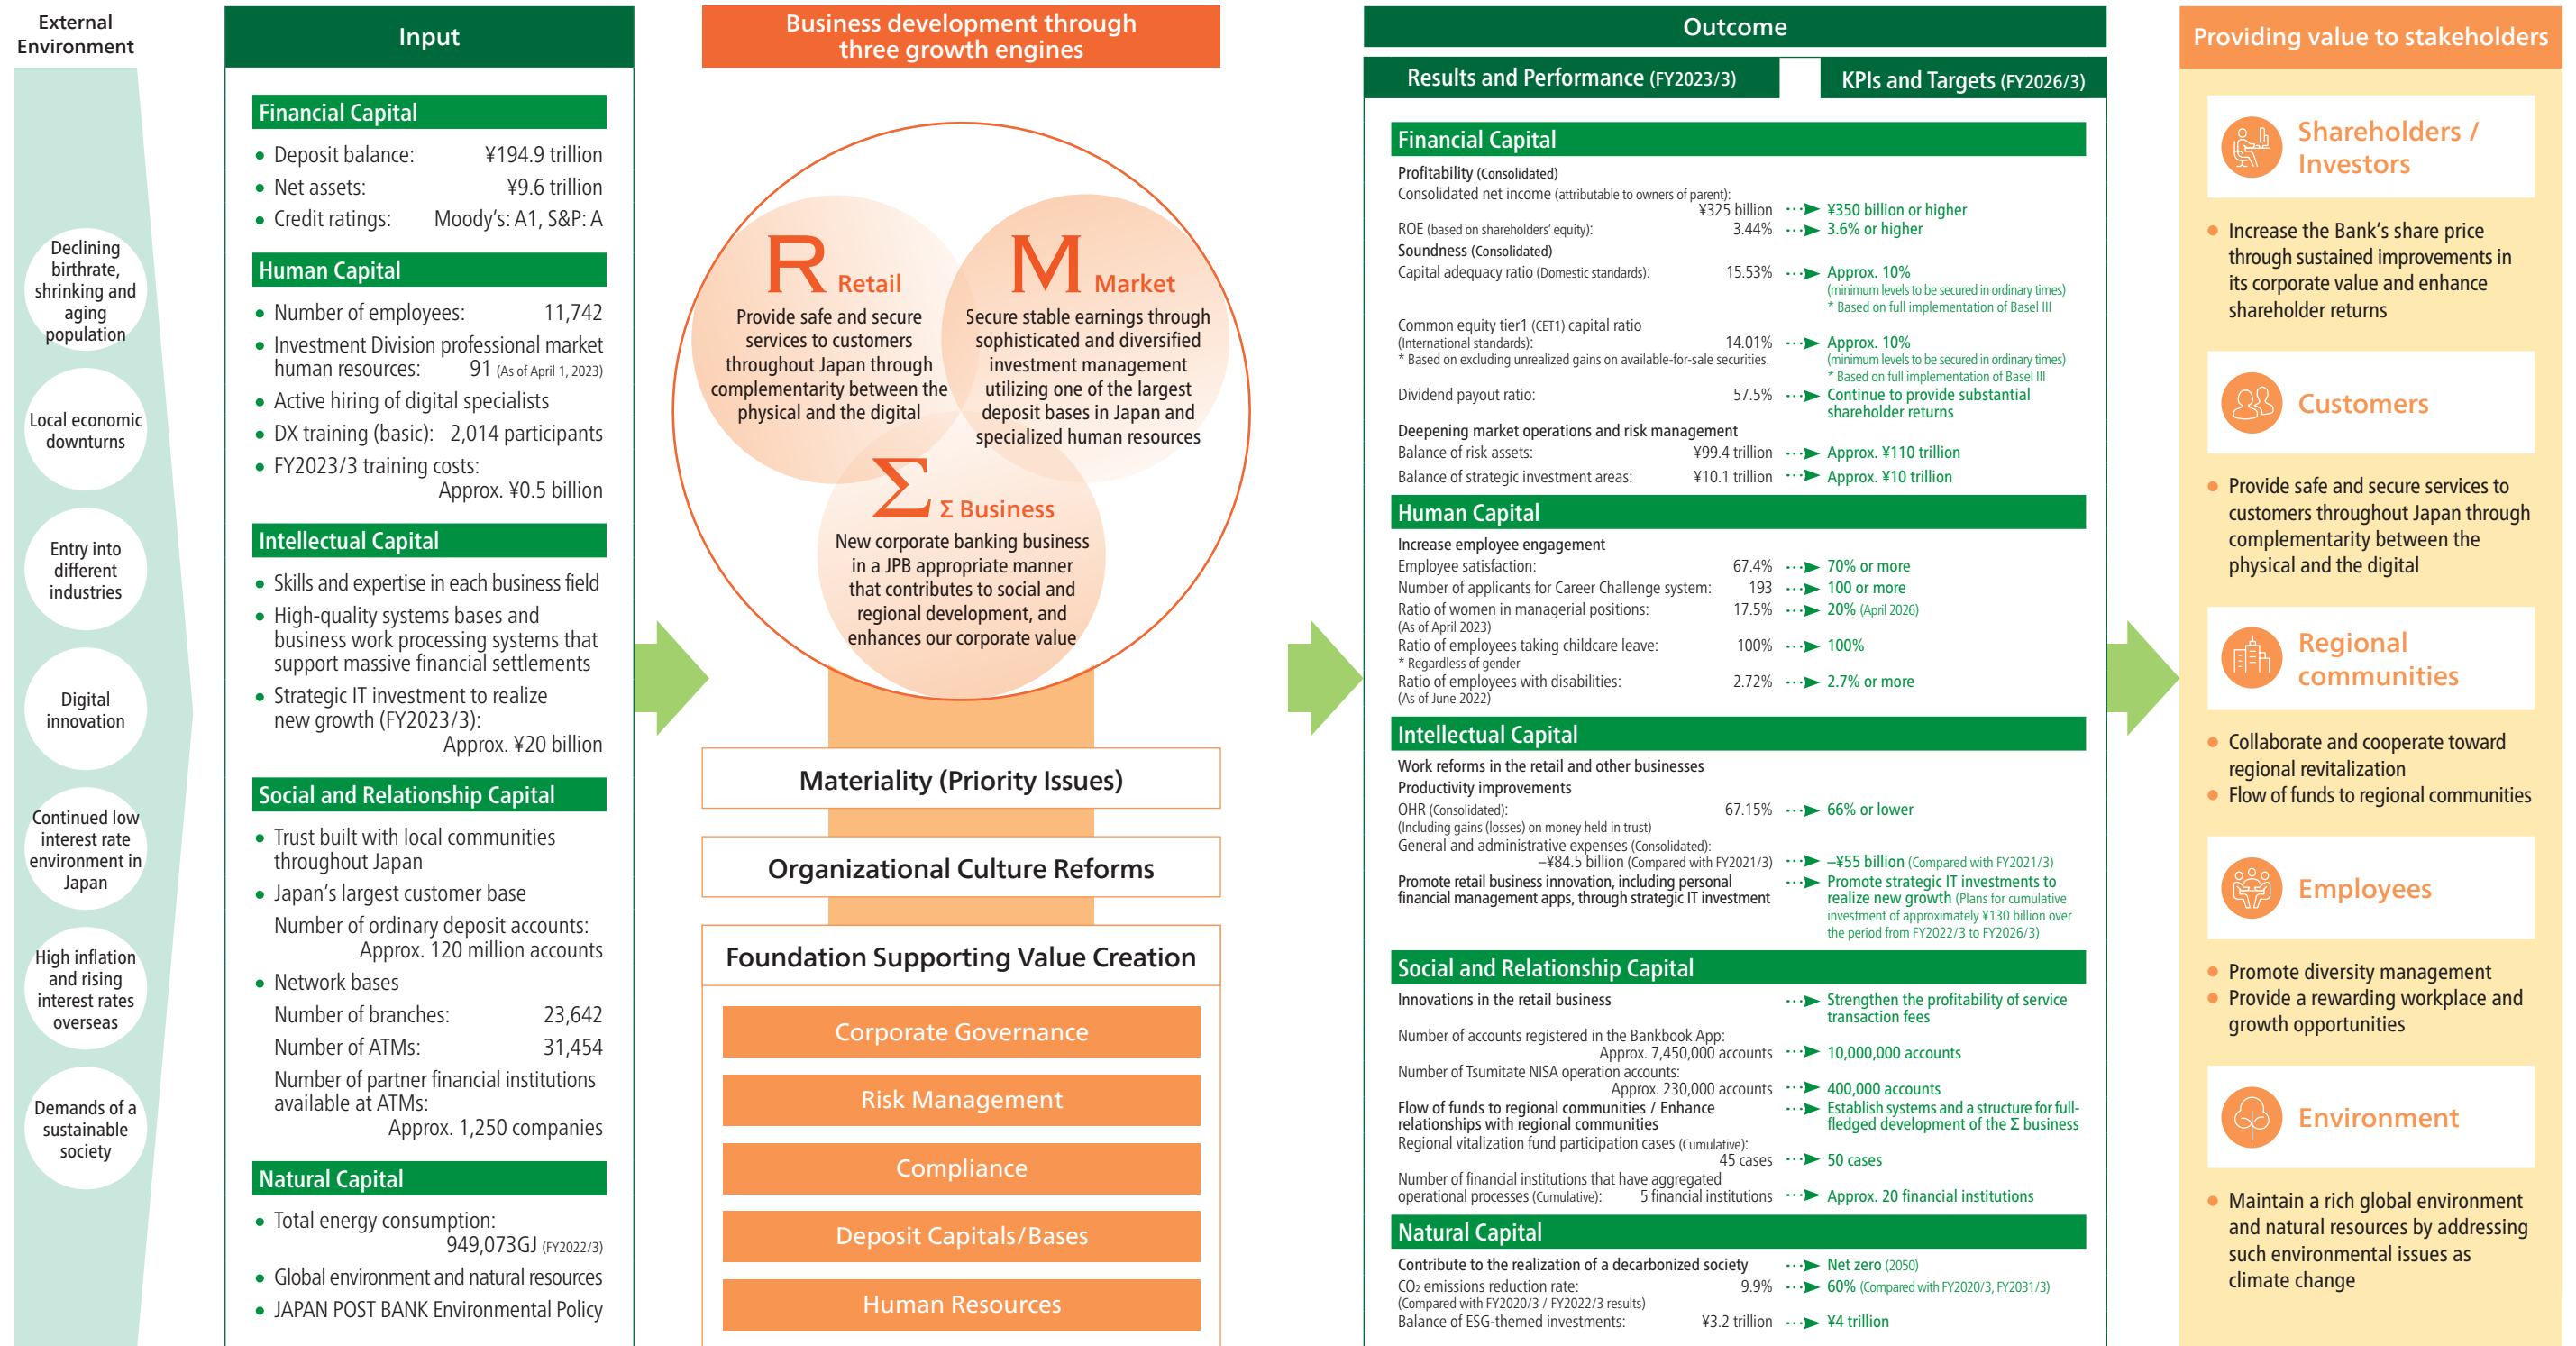 External
Environment
Declining
birthrate,
shrinking and
aging
population
Local economic
downturns
Entry into
different
industries
Digital
innovation
Continued low
interest rate
environment in
Japan
High inflation
and rising
interest rates
overseas
Demands of a
sustainable
society
Input
Financial Capital
• Deposit balance: ¥194.9 trillion
• Net assets: ¥9.6 trillion
• Credit ratings: Moody's: A1, S&P: A
Human Capital
• Number of employees: 11,742
• Investment Division professional market
human resources: 91 (As of April 1, 2023)
• Active hiring of digital specialists
• DX training (basic): 2,014 participants
• FY2023/3 training costs:
Approx. ¥0.5 billion
Intellectual Capital
• Skills and expertise in each business field
• High-quality systems bases and
business work processing systems that
support massive financial settlements
• Strategic IT investment to realize
new growth (FY2023/3):
Approx. ¥20 billion
Social and Relationship Capital
• Trust built with local communities
throughout Japan
• Japan's largest customer base
Number of ordinary deposit accounts:
Approx. 120 million accounts
• Network bases
Number of branches: 23,642
Number of ATMs: 31,454
Number of partner financial institutions
available at ATMs:
Approx. 1,250 companies
Natural Capital
• Total energy consumption:
949,073GJ (FY2022/3)
• Global environment and natural resources
• JAPAN POST BANK Environmental Policy
Business development through
three growth engines
R Retail
Provide safe and secure
services to customers
throughout Japan through
complementarity between the
physical and the digital
M Market
Secure stable earnings through
sophisticated and diversified
investment management
utilizing one of the largest
deposit bases in Japan and
specialized human resources
Σ Σ Business
New corporate banking business
in a JPB appropriate manner
that contributes to social and
regional development, and
enhances our corporate value
Materiality (Priority Issues)
Organizational Culture Reforms
Foundation Supporting Value Creation
Corporate Governance
Risk Management
Compliance
Deposit Capitals/Bases
Human Resources
Outcome
Results and Performance (FY2023/3) KPIs and Targets (FY2026/3)
Financial Capital
Profitability (Consolidated)
Consolidated net income (attributable to owners of parent):
¥325 billion ¥350 billion or higher
ROE (based on shareholders' equity): 3.44% 3.6% or higher
Soundness (Consolidated)
Capital adequacy ratio (Domestic standards): 15.53% Approx. 10%
(minimum levels to be secured in ordinary times)
* Based on full implementation of Basel III
Common equity tier1 (CET1) capital ratio
(International standards): 14.01% Approx. 10%
* Based on excluding unrealized gains on available-for-sale securities. (minimum levels to be secured in ordinary times)
* Based on full implementation of Basel III
Dividend payout ratio: 57.5% Continue to provide substantial
shareholder returns
Deepening market operations and risk management
Balance of risk assets: ¥99.4 trillion Approx. ¥110 trillion
Balance of strategic investment areas: ¥10.1 trillion Approx. ¥10 trillion
Human Capital
Increase employee engagement
Employee satisfaction: 67.4% 70% or more
Number of applicants for Career Challenge system: 193 100 or more
Ratio of women in managerial positions: 17.5% 20% (April 2026)
(As of April 2023)
Ratio of employees taking childcare leave: 100% 100%
* Regardless of gender
Ratio of employees with disabilities: 2.72% 2.7% or more
(As of June 2022)
Intellectual Capital
Work reforms in the retail and other businesses
Productivity improvements
OHR (Consolidated): 67.15% 66% or lower
(Including gains (losses) on money held in trust)
General and administrative expenses (Consolidated):
–¥84.5 billion (Compared with FY2021/3) –¥55 billion (Compared with FY2021/3)
Promote retail business innovation, including personal Promote strategic IT investments to
financial management apps, through strategic IT investment realize new growth (Plans for cumulative
investment of approximately ¥130 billion over
the period from FY2022/3 to FY2026/3)
Social and Relationship Capital
Innovations in the retail business Strengthen the profitability of service
transaction fees
Number of accounts registered in the Bankbook App:
Approx. 7,450,000 accounts 10,000,000 accounts
Number of Tsumitate NISA operation accounts:
Approx. 230,000 accounts 400,000 accounts
Flow of funds to regional communities / Enhance Establish systems and a structure for full-
relationships with regional communities fledged development of the Σ business
Regional vitalization fund participation cases (Cumulative):
45 cases 50 cases
Number of financial institutions that have aggregated
operational processes (Cumulative): 5 financial institutions Approx. 20 financial institutions
Natural Capital
Contribute to the realization of a decarbonized society Net zero (2050)
CO2 emissions reduction rate: 9.9% 60% (Compared with FY2020/3, FY2031/3)
(Compared with FY2020/3 / FY2022/3 results)
Balance of ESG-themed investments: ¥3.2 trillion ¥4 trillion
Providing value to stakeholders
Shareholders /
Investors
• Increase the Bank's share price
through sustained improvements in
its corporate value and enhance
shareholder returns
Customers
• Provide safe and secure services to
customers throughout Japan through
complementarity between the
physical and the digital
Regional
communities
• Collaborate and cooperate toward
regional revitalization
• Flow of funds to regional communities
Employees
• Promote diversity management
• Provide a rewarding workplace and
growth opportunities
Environment
• Maintain a rich global environment
and natural resources by addressing
such environmental issues as
climate change